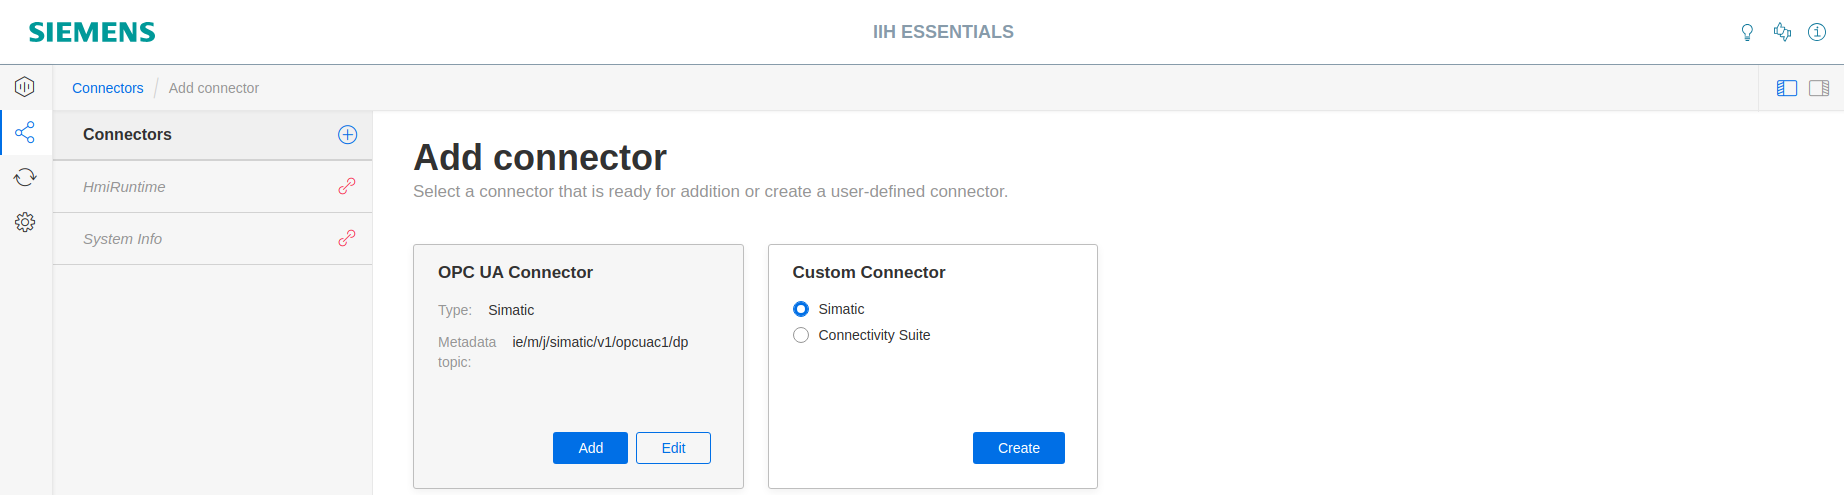 SIEMENS
IIH ESSENTIALS
Connectors / Add connector
Connectors
HmiRuntime
System Info
Add connector
Select a connector that is ready for addition or create a user-defined connector.
OPC UA Connector
Type: Simatic
Metadata ie/m/j/simatic/v1/opcuac1/dp
topic:
Add Edit
Custom Connector
Simatic
Connectivity Suite
Create